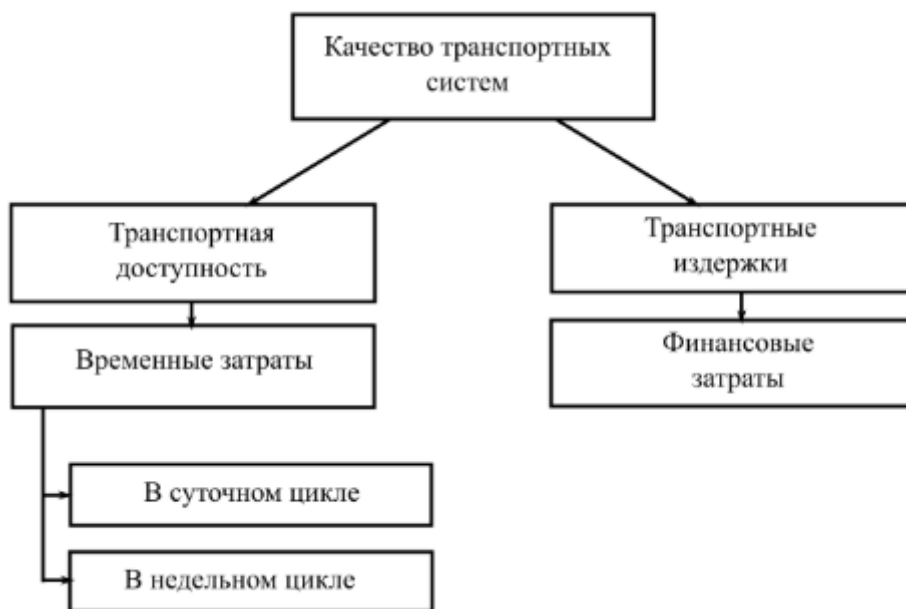 Качество транспортных
систем
Транспортная
доступность
Транспортные
издержки
Временные затраты
Финансовые
затраты
В суточном цикле
В недельном цикле